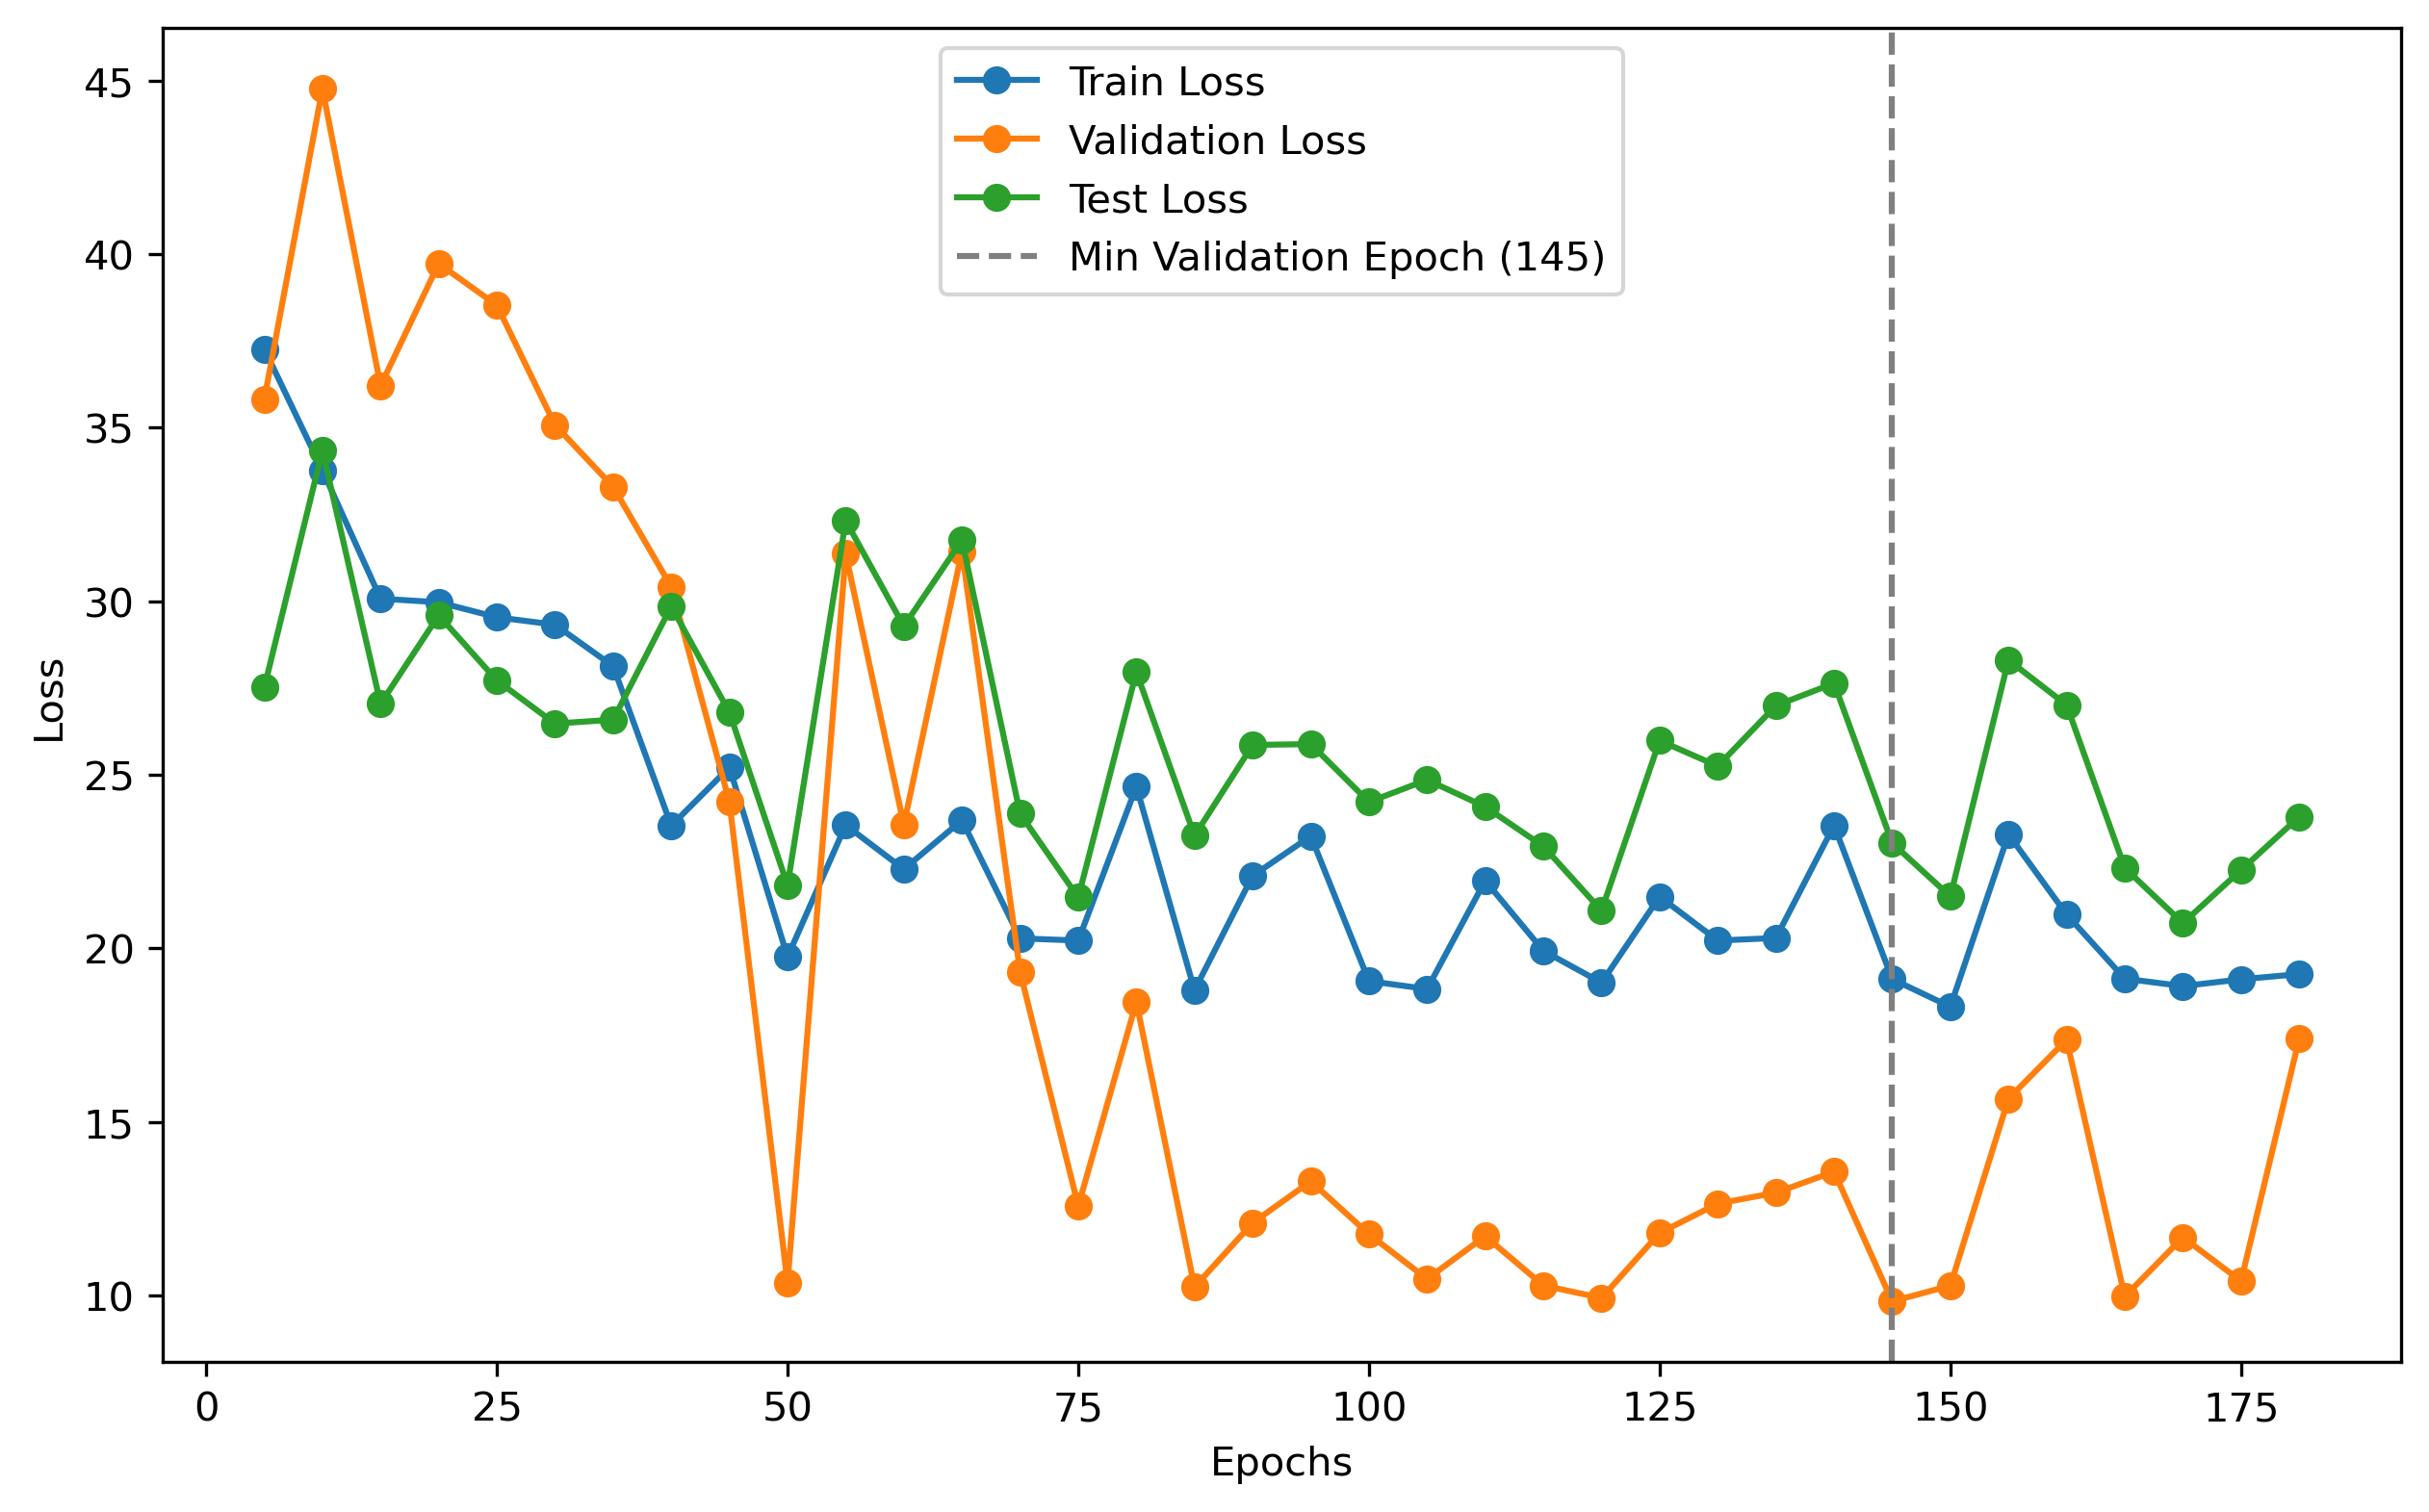 Train Loss
Validation Loss
Test Loss
Min Validation Epoch (145)
45
40
35
30
25
20
15
10
Loss
0 25 50 75 100 125 150 175
Epochs